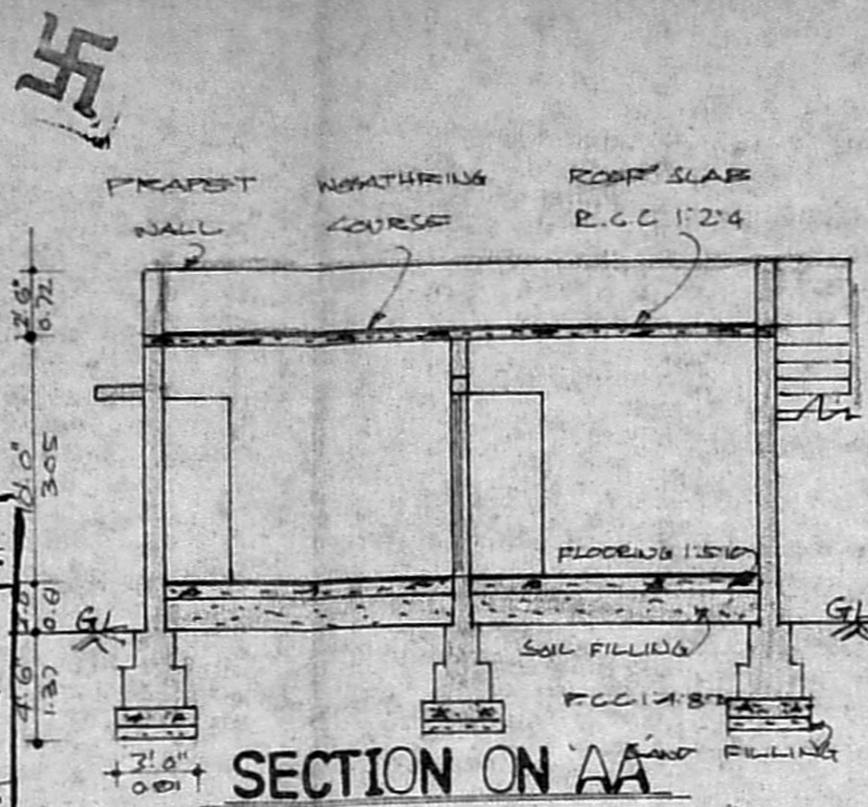 PRAPET
WALL
WEATHRING
COURSE
ROOF SLAB
R.C.C 1:2:4
2'6"
0.72
10'0"
3.05
FLOORING 1:5:10
2'0"
0.61
GL
GL
SOIL FILLING
4'6"
1.37
P.C.C 1:4:8
SAND FILLING
3'0"
SECTION ON 'AA